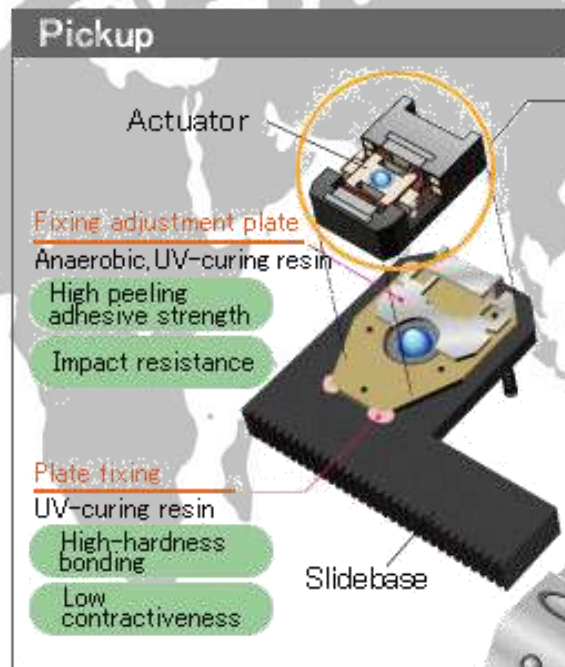 Pickup
Actuator
Fixing adjustment plate
Anaerobic, UV-curing resin
High peeling
adhesive strength
Impact resistance
Plate fixing
UV-curing resin
High-hardness
bonding
Low
contractiveness
Slidebase